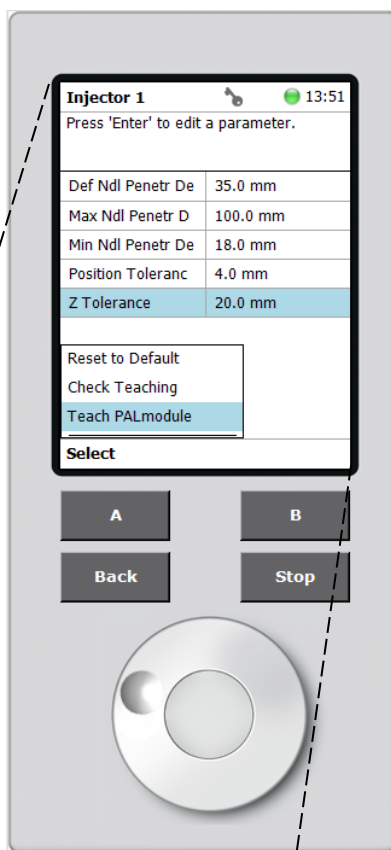 Injector 1 13:51
Press 'Enter' to edit a parameter.
Def Ndl Penetr De 35.0 mm
Max Ndl Penetr D 100.0 mm
Min Ndl Penetr De 18.0 mm
Position Toleranc 4.0 mm
Z Tolerance 20.0 mm
Reset to Default
Check Teaching
Teach PALmodule
Select
A B
Back Stop